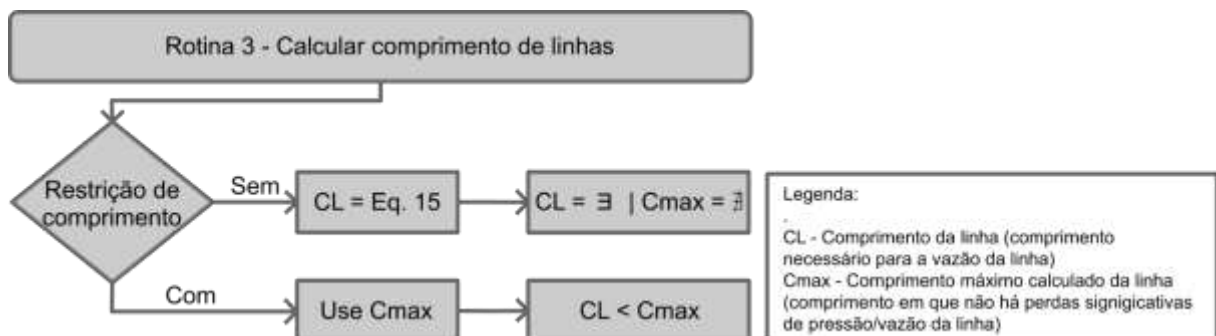 Rotina 3 - Calcular comprimento de linhas
Restrição de
comprimento
Sem
CL = Eq. 15
CL = ∃ | Cmax = ∄
Com
Use Cmax
CL < Cmax
Legenda:
.
CL - Comprimento da linha (comprimento
necessário para a vazão da linha)
Cmax - Comprimento máximo calculado da linha
(comprimento em que não há perdas signigicativas
de pressão/vazão da linha)